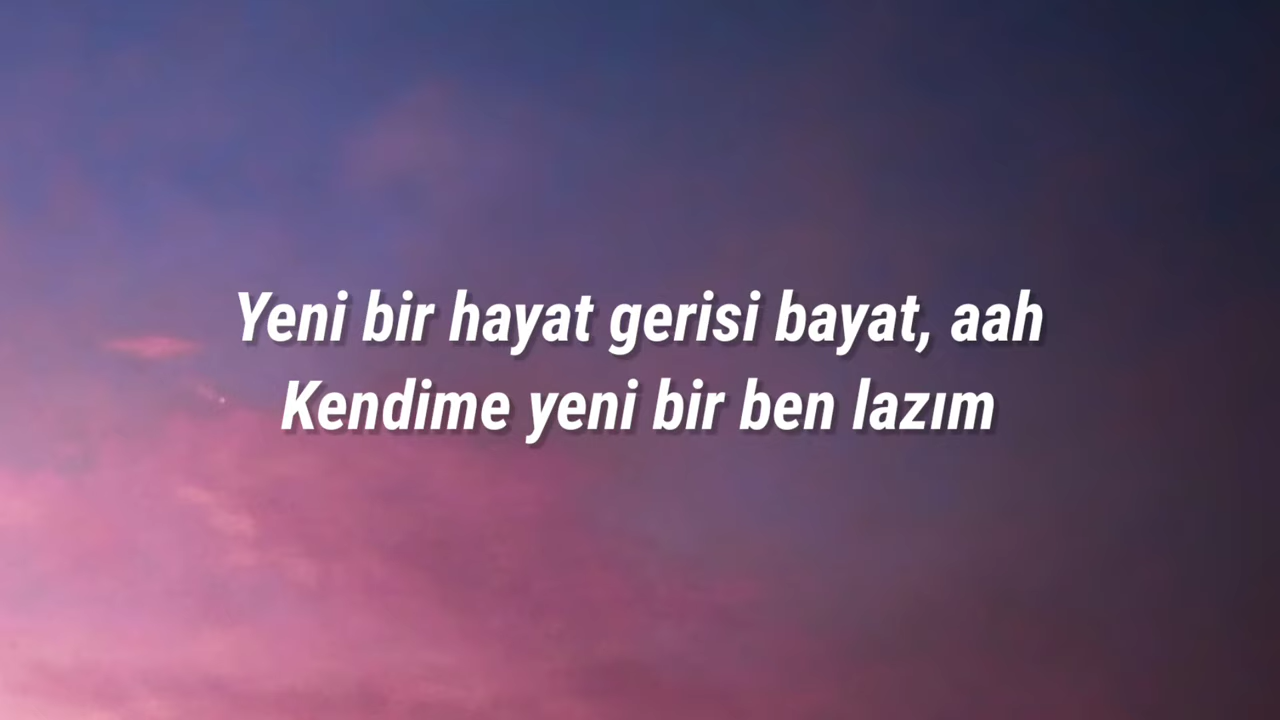 Yeni bir hayat gerisi bayat, aah
Kendime yeni bir ben lazım